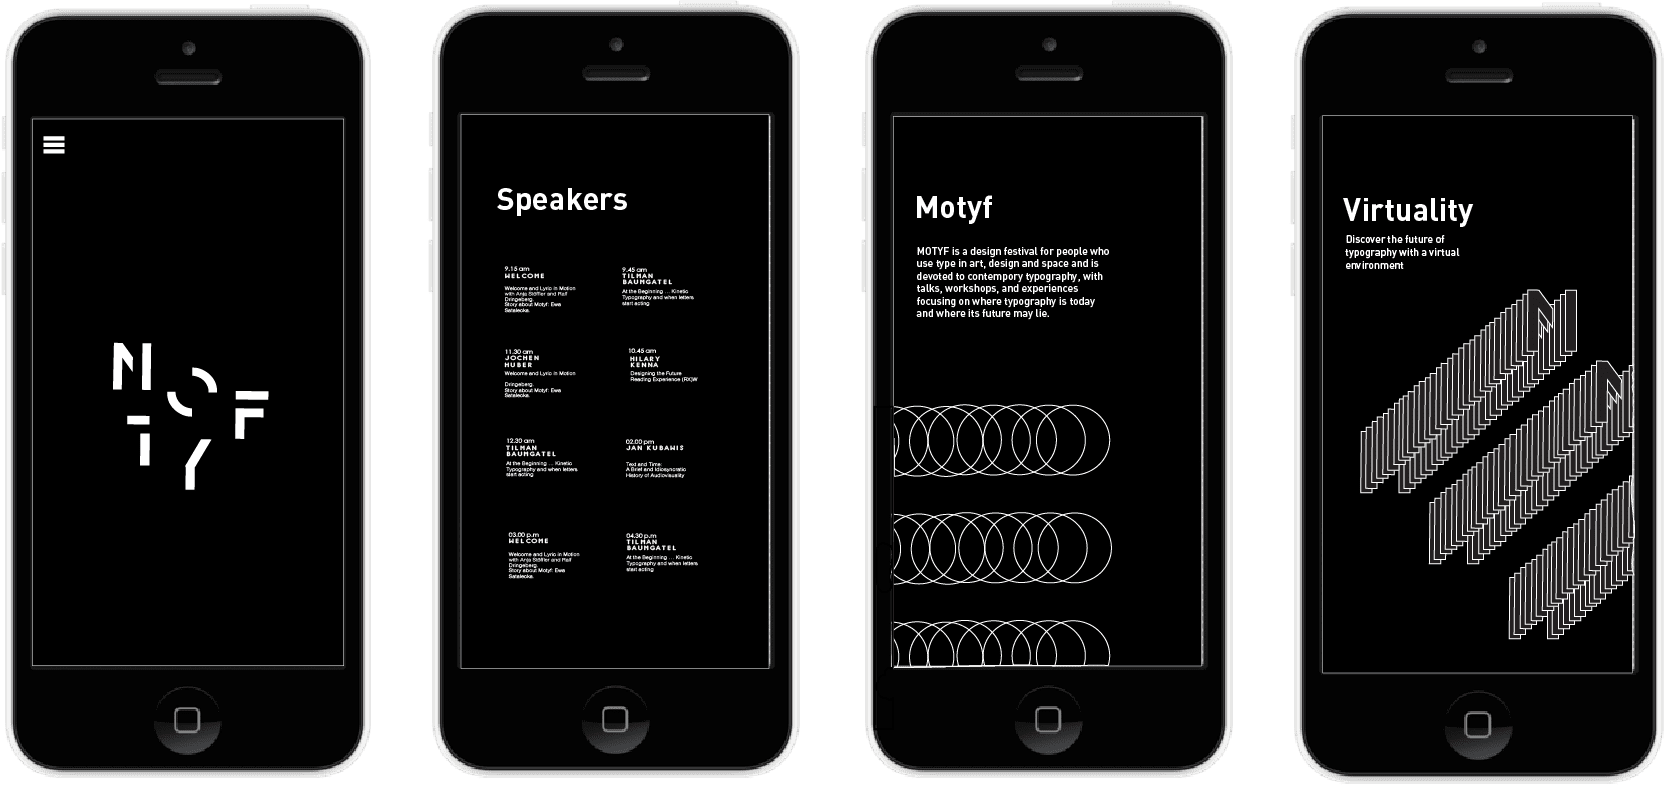 M O F
T Y
Speakers
9.15 am
WELCOME
Welcome and Lyric in Motion
with Anja Stöffler and Ralf
Dringeberg.
Story about Motyf: Ewa
Satalecka.
9.45 am
TILMAN
BAUMGATEL
At the Beginning ... Kinetic
Typography and when letters
start acting
11.30 am
JOCHEN
HUBER
Welcome and Lyric in Motion
Dringeberg.
Story about Motyf: Ewa
Satalecka.
10.45 am
HILARY
KENNA
Designing the Future
Reading Experience (RX)W
12.30 am
TILMAN
BAUMGATEL
At the Beginning ... Kinetic
Typography and when letters
start acting
02.00 pm
JAN KUBAWIS
Text and Time:
A Brief and Idiosyncratic
History of Audiovisuality
03.00 p.m
WELCOME
Welcome and Lyric in Motion
with Anja Stöffler and Ralf
Dringeberg.
Story about Motyf: Ewa
Satalecka.
04.30 p.m
TILMAN
BAUMGATEL
At the Beginning ... Kinetic
Typography and when letters
start acting
Motyf
MOTYF is a design festival for people who
use type in art, design and space and is
devoted to contempory typography, with
talks, workshops, and experiences
focusing on where typography is today
and where its future may lie.
Virtuality
Discover the future of
typography with a virtual
environment